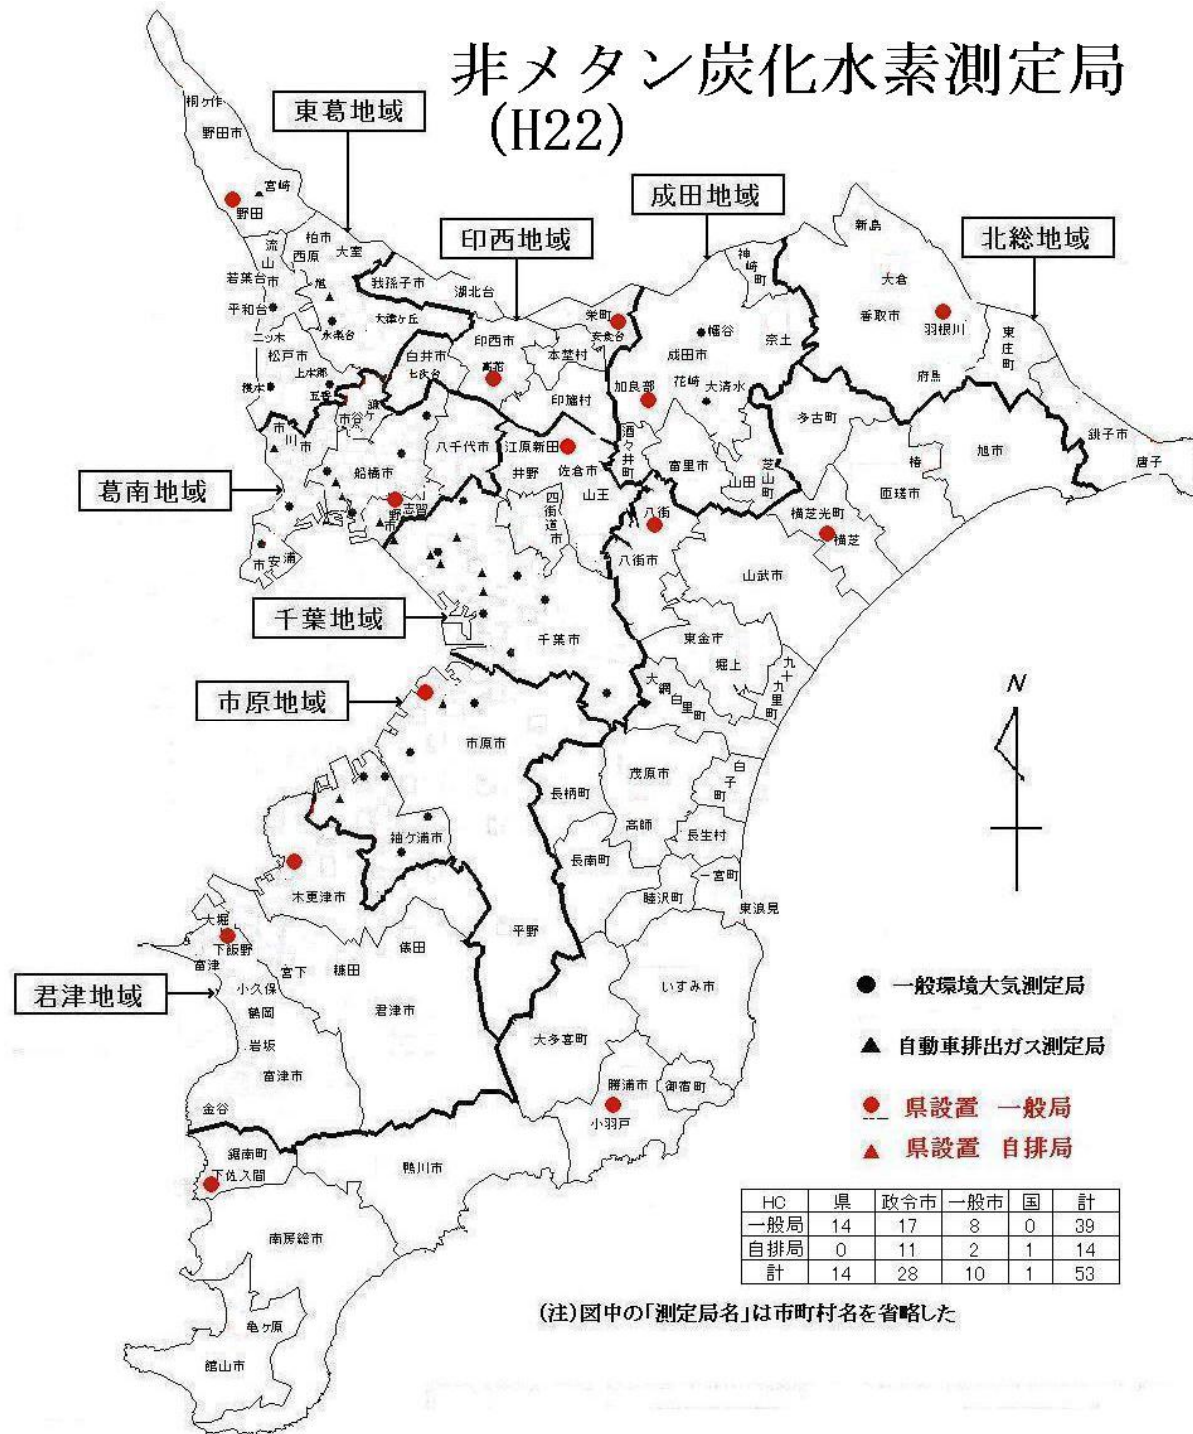 非メタン炭化水素測定局
(H22)
東葛地域
印西地域
成田地域
北総地域
葛南地域
千葉地域
市原地域
君津地域
桐ヶ作
野田市
宮崎
野田
柏市
西原
大室
流山市
若葉台
平和台
旭
永楽台
二ツ木
松戸市
上本郷
五香
我孫子市
湖北台
大津ヶ丘
印西市
高花
白井市
七次台
本埜村
印旛村
栄町
安食台
神崎町
幡谷
成田市
奈土
花崎
大清水
加良部
新島
大倉
香取市
羽根川
東庄町
府馬
多古町
銚子市
唐子
旭市
椿
匝瑳市
酒々井町
富里市
山田
芝山町
横芝光町
横芝
市川市
鎌ヶ谷市
船橋市
八千代市
江原新田
井野
佐倉市
山王
四街道市
志賀野市
安浦市
八街
八街市
山武市
千葉市
東金市
堀上
九十九里町
大網白里町
市原市
茂原市
白子町
長柄町
高師
長生村
長南町
一宮町
睦沢町
東浪見
袖ケ浦市
木更津市
平野
大堀
下飯野
富津
俵田
糠田
宮下
小久保
鶴岡
君津市
岩坂
富津市
金谷
いすみ市
大多喜町
勝浦市
御宿町
小羽戸
鋸南町
下佐久間
鴨川市
南房総市
亀ヶ原
館山市
N
● 一般環境大気測定局
▲ 自動車排出ガス測定局
● 県設置 一般局
▲ 県設置 自排局
HC 県 政令市 一般市 国 計
一般局 14 17 8 0 39
自排局 0 11 2 1 14
計 14 28 10 1 53
(注)図中の「測定局名」は市町村名を省略した